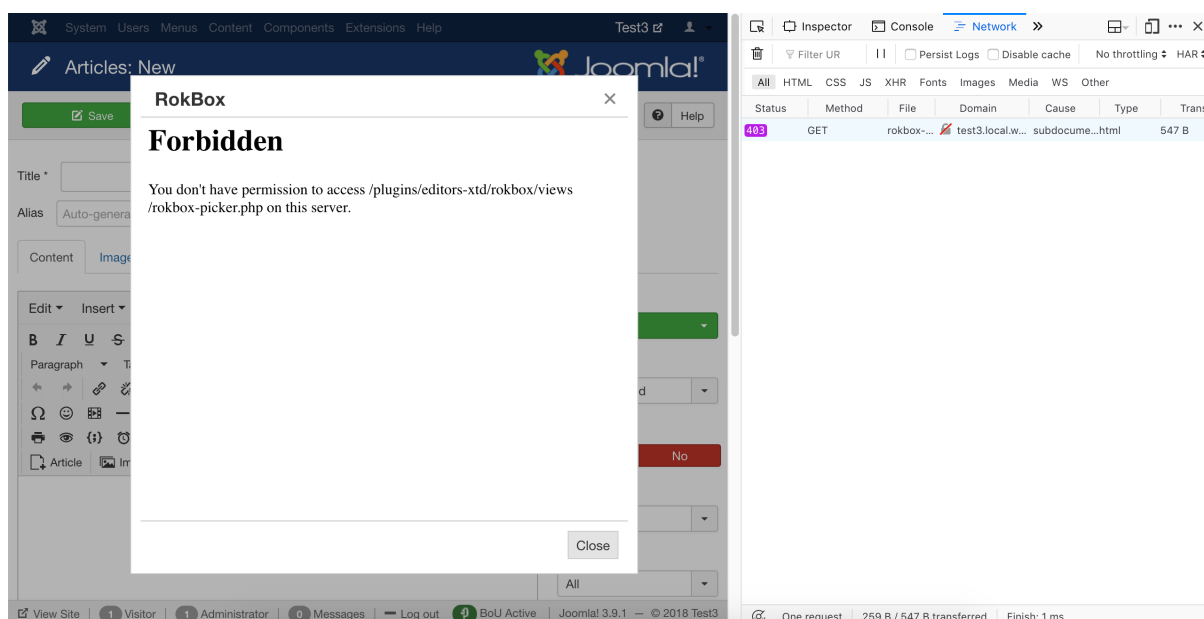 System Users Menus Content Components Extensions Help Test3
Articles: New Joomla!®
RokBox ×
Save Help
Forbidden
You don't have permission to access /plugins/editors-xtd/rokbox/views
/rokbox-picker.php on this server.
Title *
Alias Auto-genera
Content Image
Edit Insert
B I U S
Paragraph Ta
d
Ω
{;}
Article Im
No
Close
All
View Site 1 Visitor 1 Administrator 0 Messages Log out BoU Active Joomla! 3.9.1 — © 2018 Test3
Inspector Console Network »
Filter UR Persist Logs Disable cache No throttling HAR
All HTML CSS JS XHR Fonts Images Media WS Other
Status Method File Domain Cause Type Trans
403 GET rokbox-... test3.local.w... subdocume... html 547 B
One request 259 B / 547 B transferred Finish: 1 ms